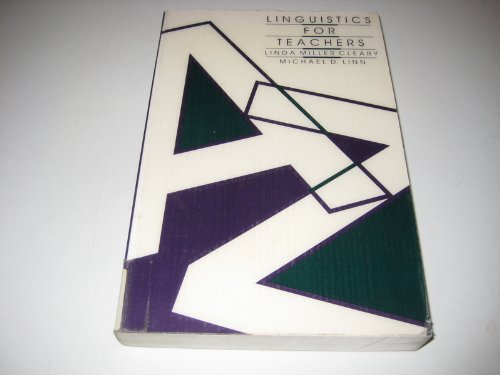 LINGUISTICS
FOR
TEACHERS
LINDA MILLER CLEARY
MICHAEL D. LINN